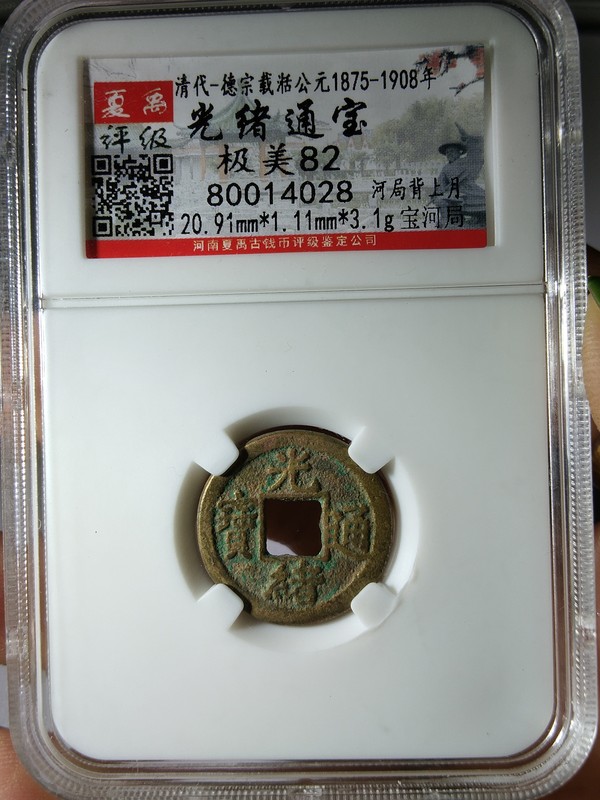 清代-德宗载湉公元1875-1908年
夏禹
评级
光绪通宝
极美82
80014028 河局背上月
20.91mm*1.11mm*3.1g 宝河局
河南夏禹古钱币评级鉴定公司
光
寶 通
緒